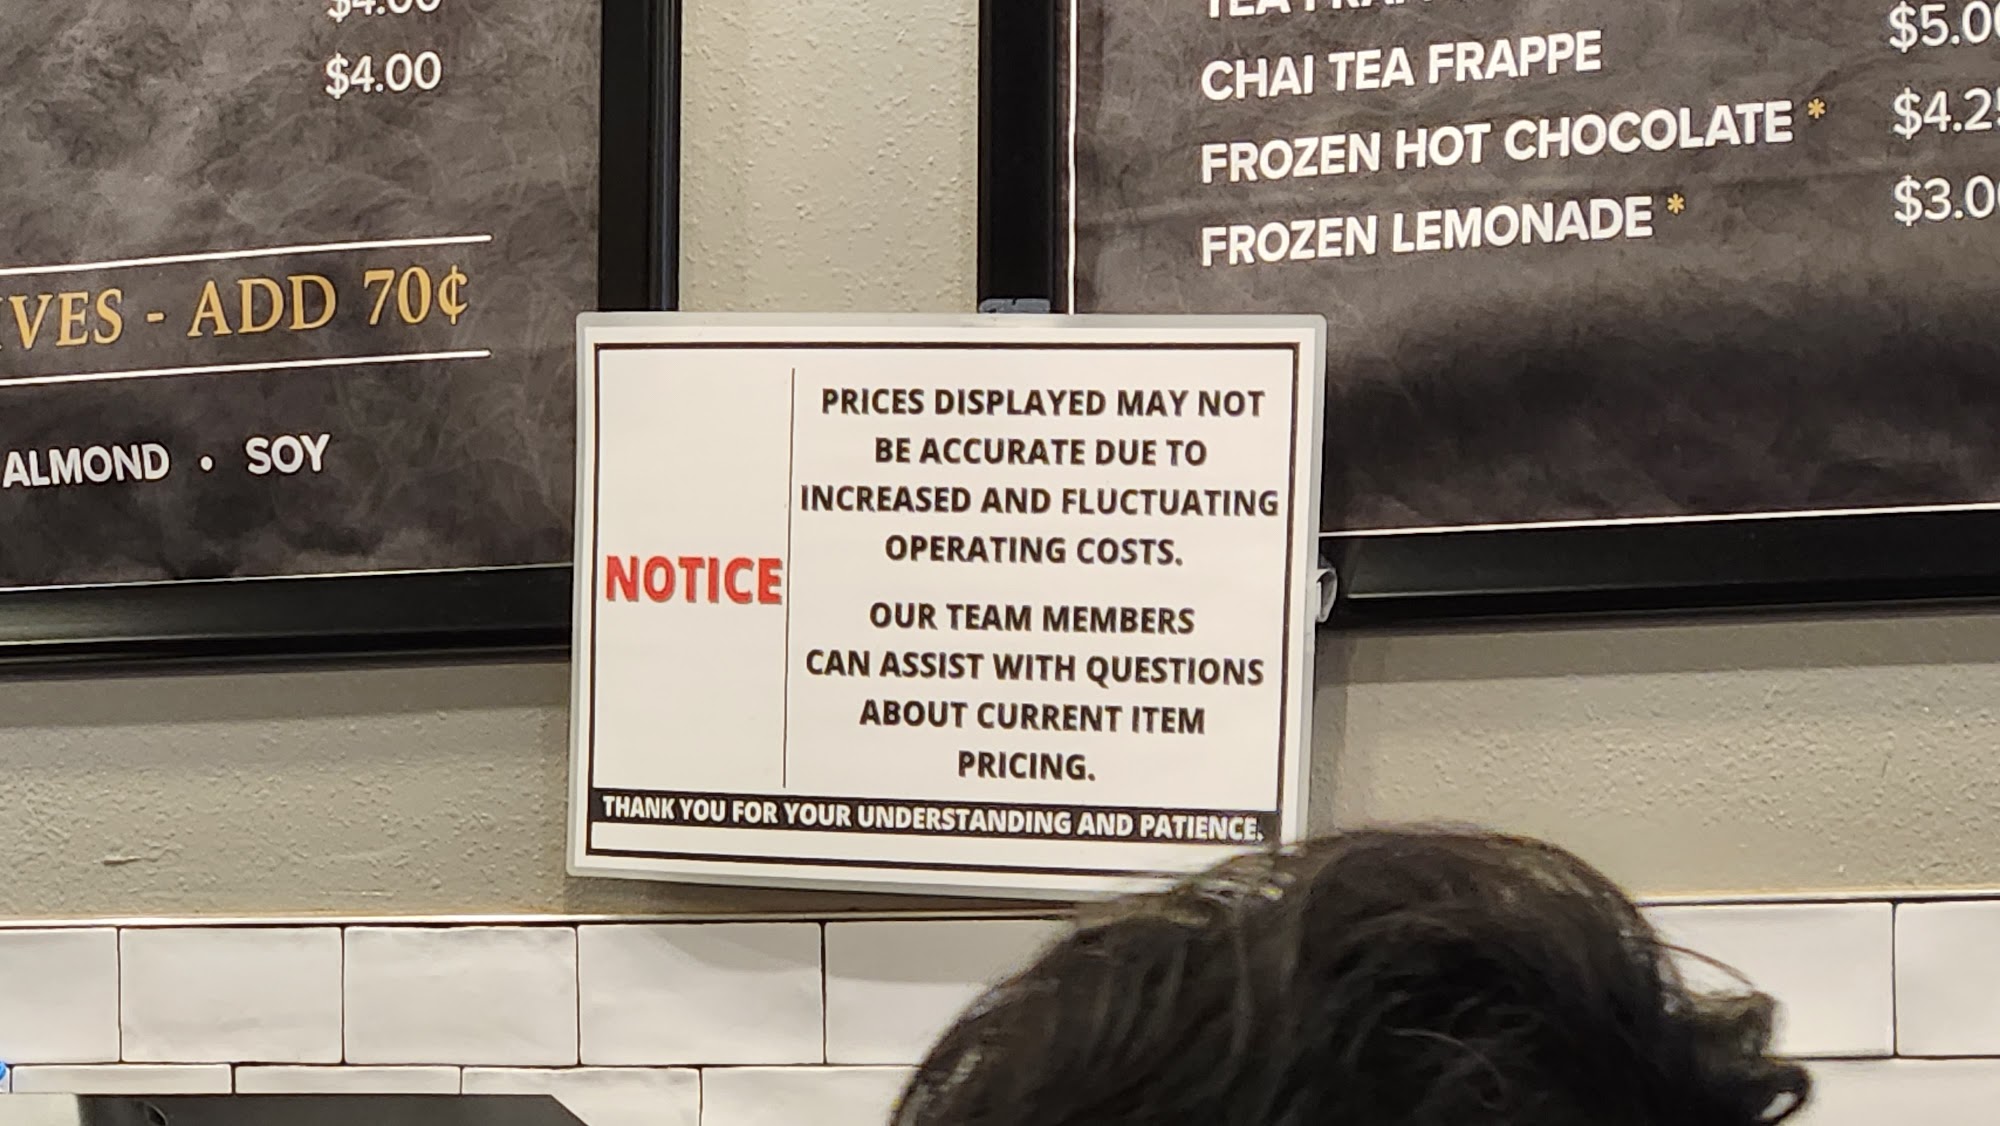 $4.00
$4.00
ADD 70¢
ALMOND • SOY
CHAI TEA FRAPPE
FROZEN HOT CHOCOLATE *
FROZEN LEMONADE *
NOTICE
PRICES DISPLAYED MAY NOT
BE ACCURATE DUE TO
INCREASED AND FLUCTUATING
OPERATING COSTS.
OUR TEAM MEMBERS
CAN ASSIST WITH QUESTIONS
ABOUT CURRENT ITEM
PRICING.
THANK YOU FOR YOUR UNDERSTANDING AND PATIENCE.